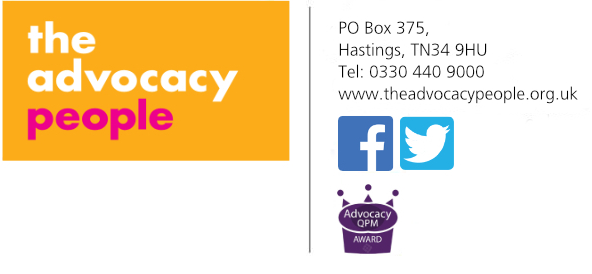 the
advocacy
people
PO Box 375,
Hastings, TN34 9HU
Tel: 0330 440 9000
www.theadvocacypeople.org.uk
f
Advocacy
QPM
AWARD